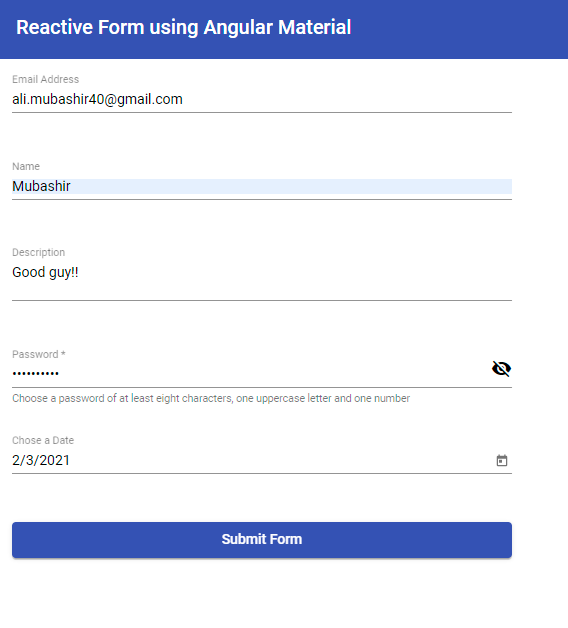 Reactive Form using Angular Material
Email Address
ali.mubashir40@gmail.com
Name
Mubashir
Description
Good guy!!
Password *
••••••••••
Choose a password of at least eight characters, one uppercase letter and one number
Chose a Date
2/3/2021
Submit Form